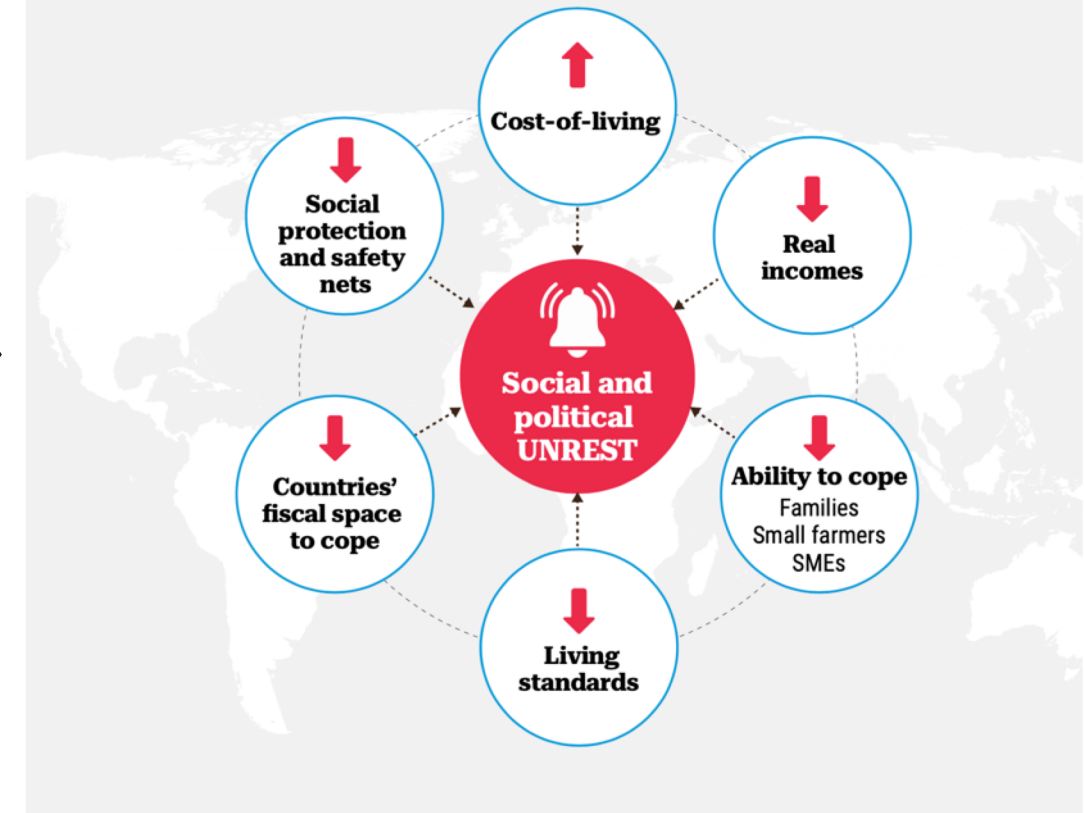 Cost-of-living
Real
incomes
Ability to cope
Families
Small farmers
SMEs
Living
standards
Countries’
fiscal space
to cope
Social
protection
and safety
nets
Social and
political
UNREST